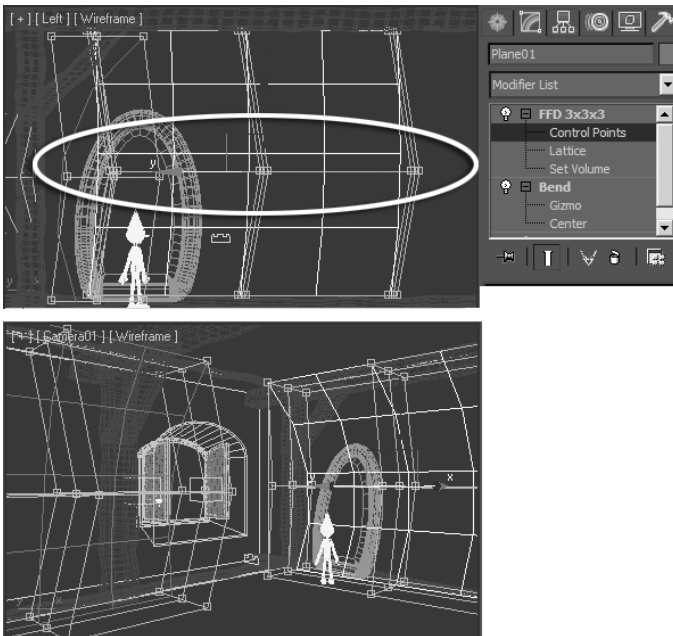 [ + ] [ Left ] [ Wireframe ]
Plane01
Modifier List
FFD 3x3x3
Control Points
Lattice
Set Volume
Bend
Gizmo
Center
y
y
[ + ] [ Camera01 ] [ Wireframe ]
x
y
x